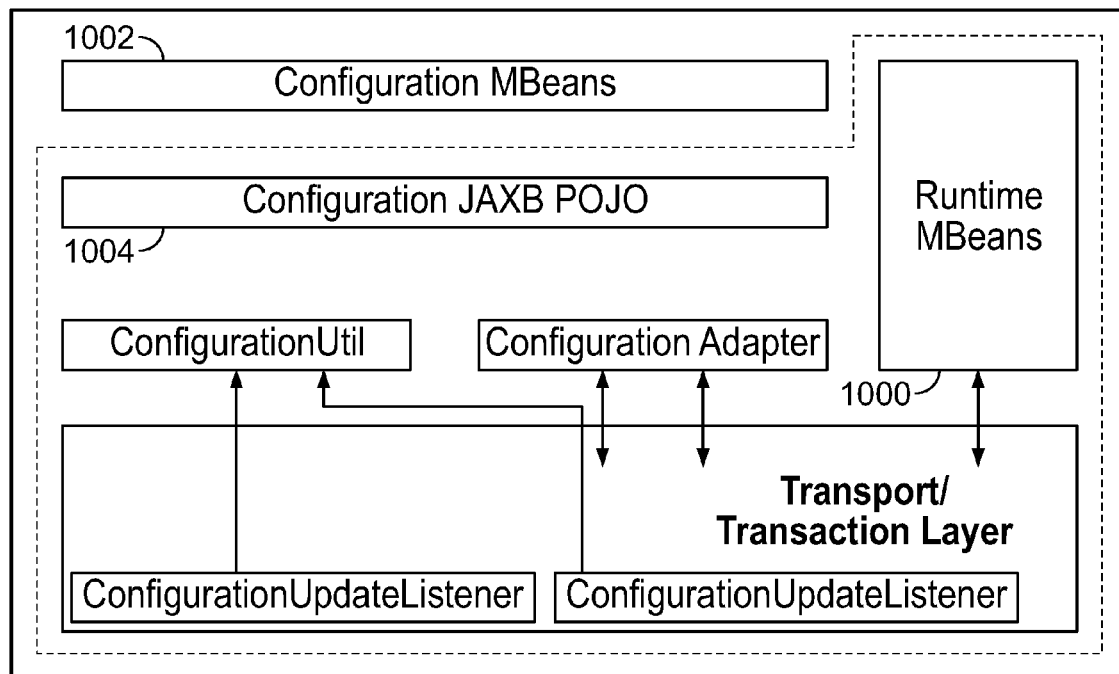 1002
Configuration MBeans
Configuration JAXB POJO
1004
Runtime
MBeans
ConfigurationUtil
Configuration Adapter
1000
Transport/
Transaction Layer
ConfigurationUpdateListener
ConfigurationUpdateListener